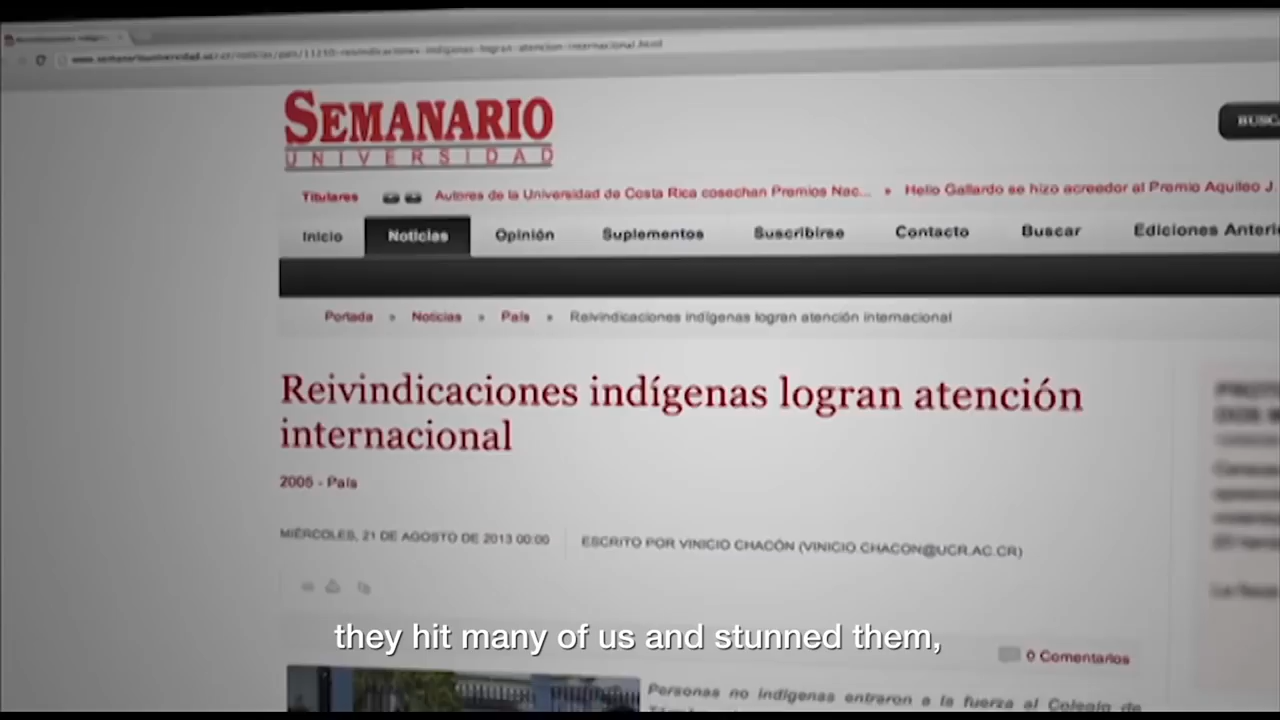 SEMANARIO
UNIVERSIDAD
BUSC
Titulares Autores de la Universidad de Costa Rica cosechan Premios Nac... » Helio Gallardo se hizo acreedor al Premio Aquileo J
Inicio Noticias Opinión Suplementos Suscribirse Contacto Buscar Ediciones Anteri
Portada » Noticias » País » Reivindicaciones indígenas logran atención internacional
Reivindicaciones indígenas logran atención
internacional
2005 - País
MIÉRCOLES, 21 DE AGOSTO DE 2013 00:00 ESCRITO POR VINICIO CHACÓN (VINICIO.CHACON@UCR.AC.CR)
they hit many of us and stunned them,
0 Comentarios
Personas no indígenas entraron a la fuerza al Colegio de